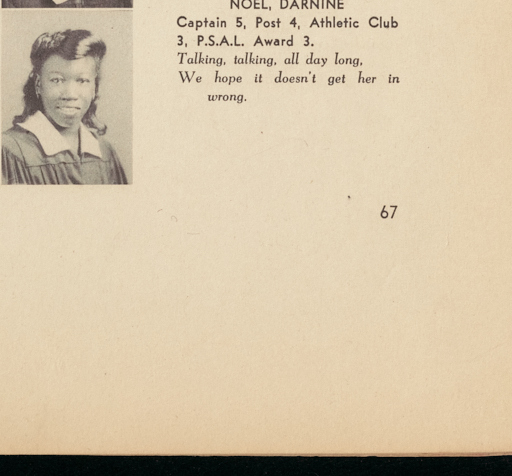 NOEL, DARNINE
Captain 5, Post 4, Athletic Club
3, P.S.A.L. Award 3.
Talking, talking, all day long,
We hope it doesn't get her in
wrong.
67